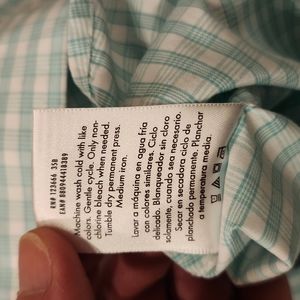 Machine wash cold with like
colors. Gentle cycle. Only non-
chlorine bleach when needed.
Tumble dry permanent press.
Medium iron.
Lavar a máquina en agua fría
con colores similares. Ciclo
delicado. Blanqueador sin cloro
solamente, cuando sea necesario.
Secar en secadora ciclo de
planchado permanente. Planchar
a temperatura media.
RN# 123666 35B
EAN# 880944418389